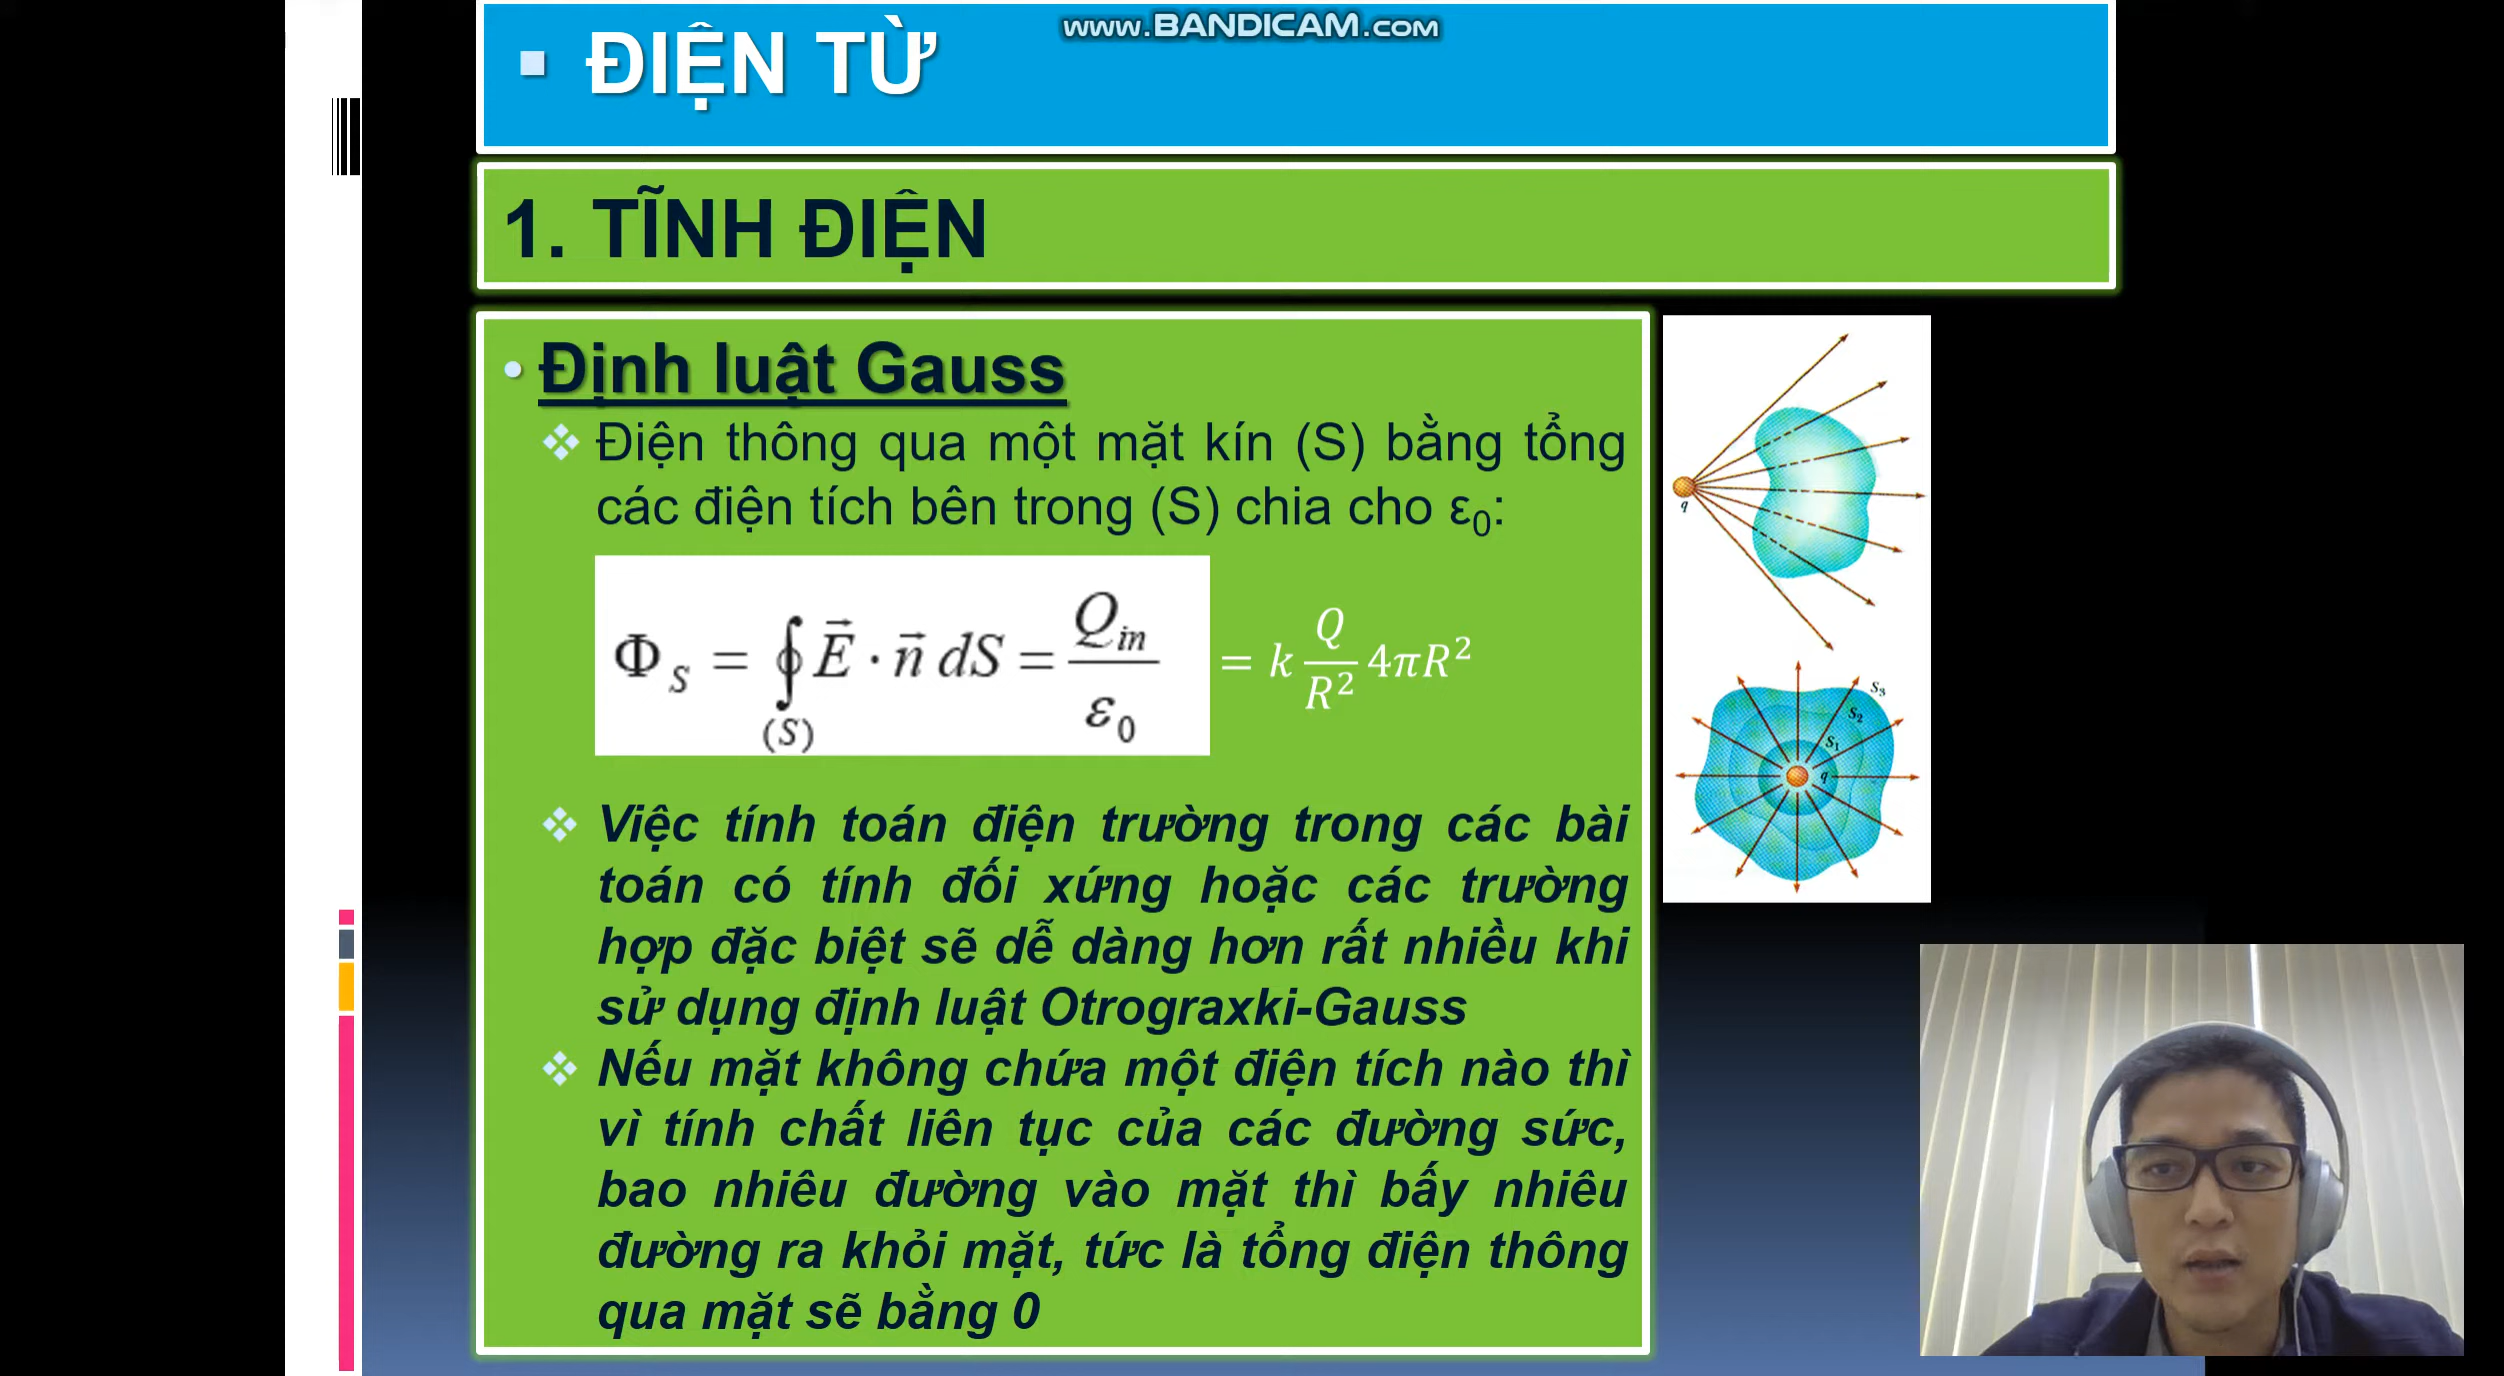 www.BANDICAM.com
ĐIỆN TỪ
1. TĨNH ĐIỆN
Định luật Gauss
Điện thông qua một mặt kín (S) bằng tổng
các điện tích bên trong (S) chia cho ε₀:
Φ_S = ∮_(S) E⃗ · n⃗ dS = Q_in / ε₀ = k Q/R² 4πR²
Việc tính toán điện trường trong các bài
toán có tính đối xứng hoặc các trường
hợp đặc biệt sẽ dễ dàng hơn rất nhiều khi
sử dụng định luật Otrograxki-Gauss
Nếu mặt không chứa một điện tích nào thì
vì tính chất liên tục của các đường sức,
bao nhiêu đường vào mặt thì bấy nhiêu
đường ra khỏi mặt, tức là tổng điện thông
qua mặt sẽ bằng 0
q
S₃
S₂
S₁
q